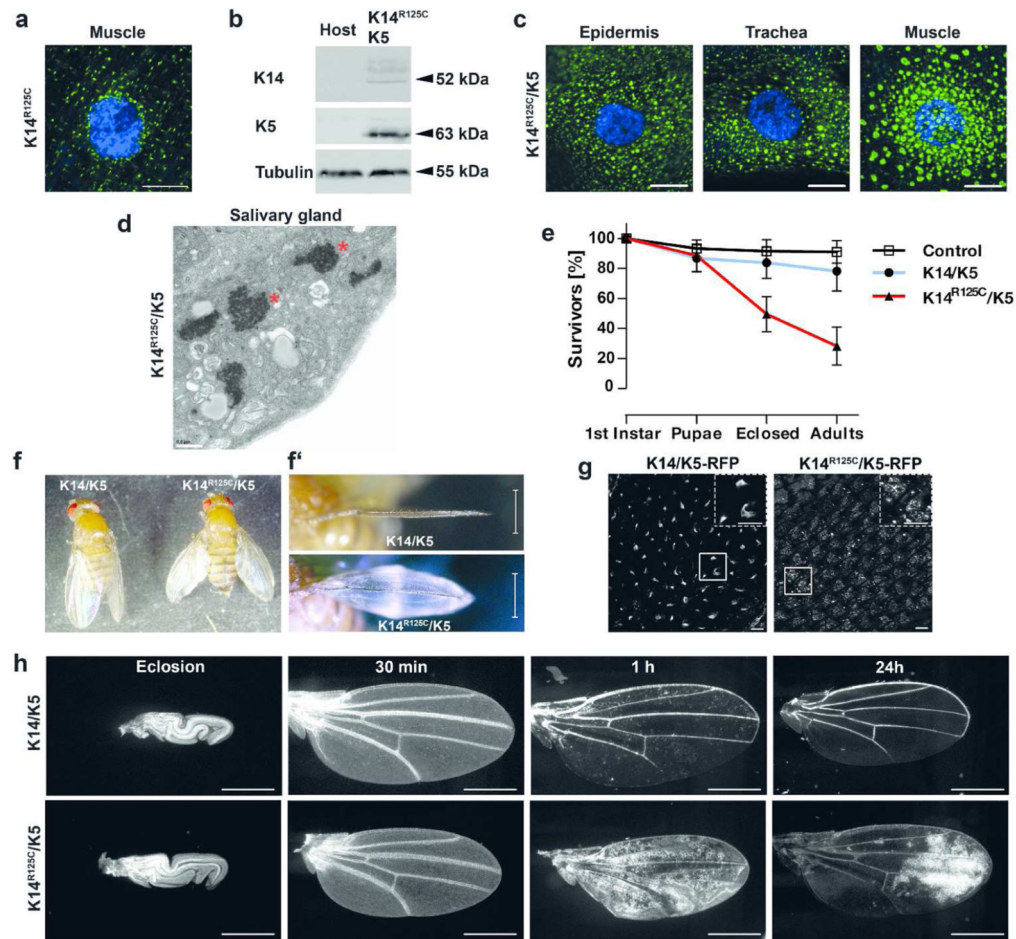 a
Muscle
K14R125C
b
Host K14R125C
K5
K14 52 kDa
K5 63 kDa
Tubulin 55 kDa
c
Epidermis Trachea Muscle
K14R125C/K5
d
Salivary gland
K14R125C/K5
* *
e
Survivors [%]
100
80
60
40
20
0
1st Instar Pupae Eclosed Adults
Control
K14/K5
K14R125C/K5
f
K14/K5 K14R125C/K5
f'
K14/K5
K14R125C/K5
g
K14/K5-RFP K14R125C/K5-RFP
h
Eclosion 30 min 1 h 24h
K14/K5
K14R125C/K5